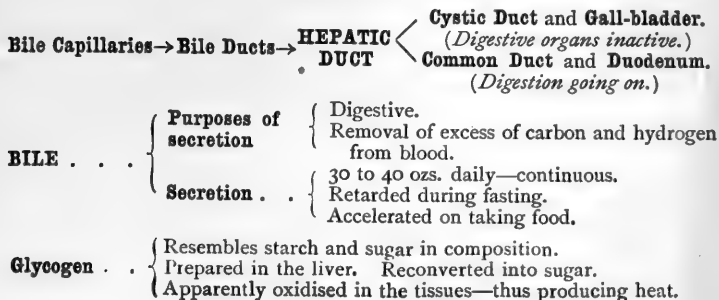 Cystic Duct and Gall-bladder.
Bile Capillaries→Bile Ducts→HEPATIC DUCT
(Digestive organs inactive.)
Common Duct and Duodenum.
(Digestion going on.)
BILE . . .
Purposes of secretion
Digestive.
Removal of excess of carbon and hydrogen
from blood.
Secretion . .
30 to 40 ozs. daily—continuous.
Retarded during fasting.
Accelerated on taking food.
Glycogen . .
Resembles starch and sugar in composition.
Prepared in the liver. Reconverted into sugar.
Apparently oxidised in the tissues—thus producing heat.